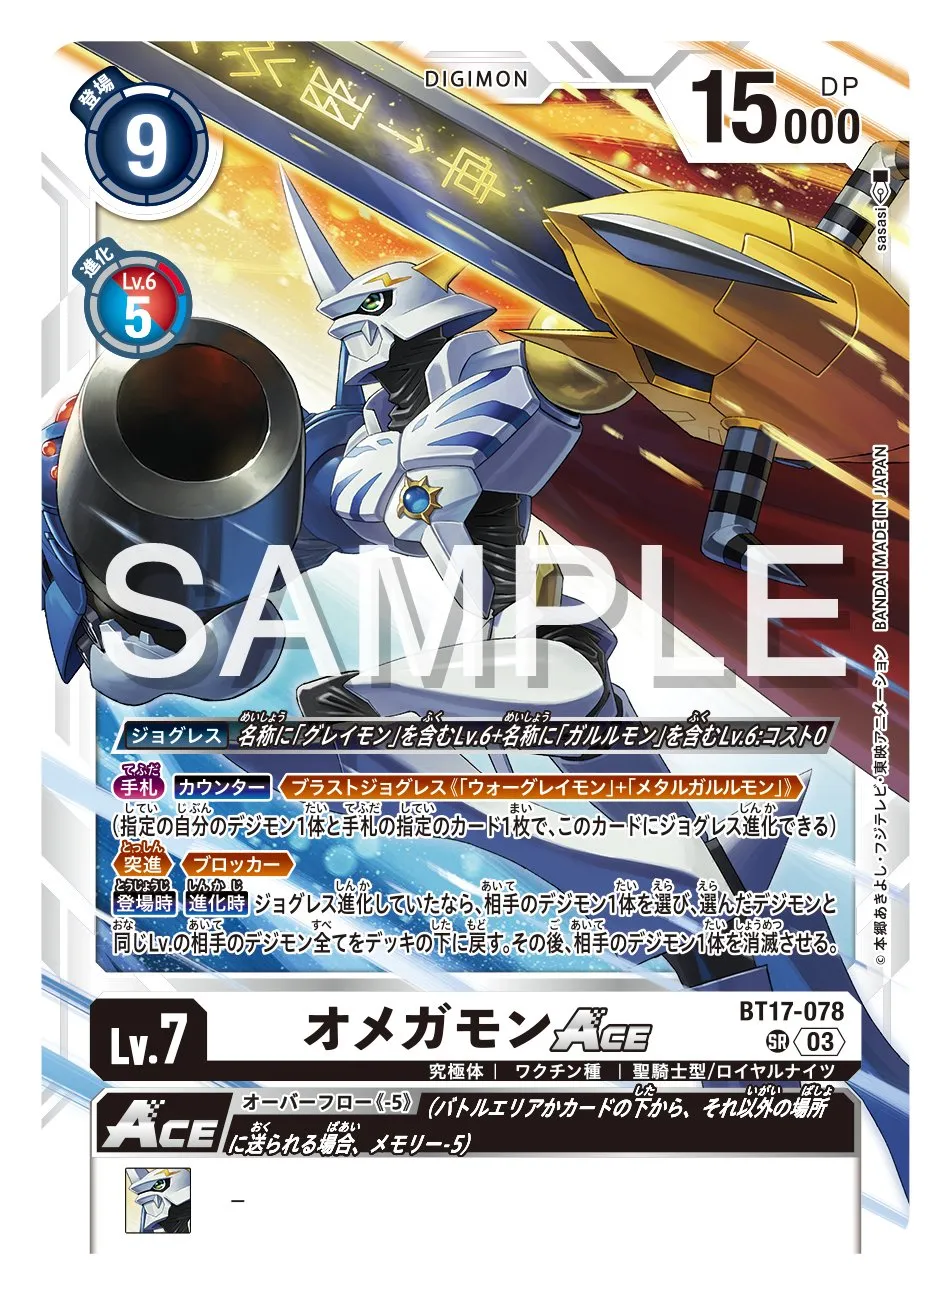 DIGIMON
15000
DP
登場
9
進化
Lv.6
5
sasasi
SAMPLE
©本郷あきよし・フジテレビ・東映アニメーション BANDAI MADE IN JAPAN
ジョグレス 名称に「グレイモン」を含むLv.6+名称に「ガルルモン」を含むLv.6:コスト0
手札 カウンター ブラストジョグレス《「ウォーグレイモン」+「メタルガルルモン」》
(指定の自分のデジモン1体と手札の指定のカード1枚で、このカードにジョグレス進化できる)
突進 ブロッカー
登場時 進化時 ジョグレス進化していたなら、相手のデジモン1体を選び、選んだデジモンと
同じLv.の相手のデジモン全てをデッキの下に戻す。その後、相手のデジモン1体を消滅させる。
Lv.7
オメガモンACE
BT17-078
SR 03
究極体 | ワクチン種 | 聖騎士型/ロイヤルナイツ
ACE
オーバーフロー《-5》 (バトルエリアかカードの下から、それ以外の場所
に送られる場合、メモリー-5)
–